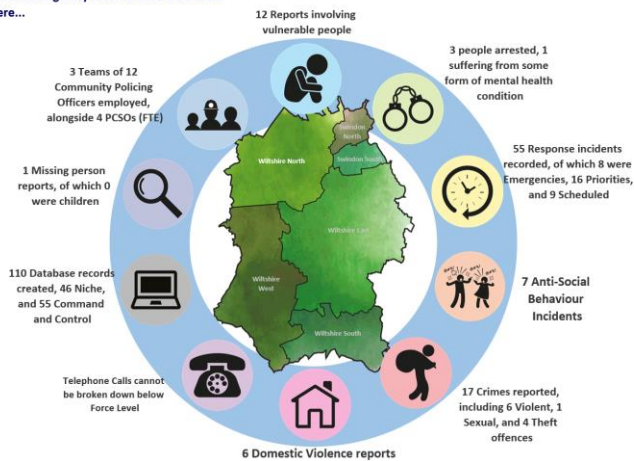 ere...
12 Reports involving
vulnerable people
3 people arrested, 1
suffering from some
form of mental health
condition
55 Response incidents
recorded, of which 8 were
Emergencies, 16 Priorities,
and 9 Scheduled
7 Anti-Social
Behaviour
Incidents
17 Crimes reported,
including 6 Violent, 1
Sexual, and 4 Theft
offences
6 Domestic Violence reports
Telephone Calls cannot
be broken down below
Force Level
110 Database records
created, 46 Niche,
and 55 Command
and Control
1 Missing person
reports, of which 0
were children
3 Teams of 12
Community Policing
Officers employed,
alongside 4 PCSOs (FTE)
Swindon
North
Swindon South
Wiltshire North
Wiltshire East
Wiltshire
West
Wiltshire South